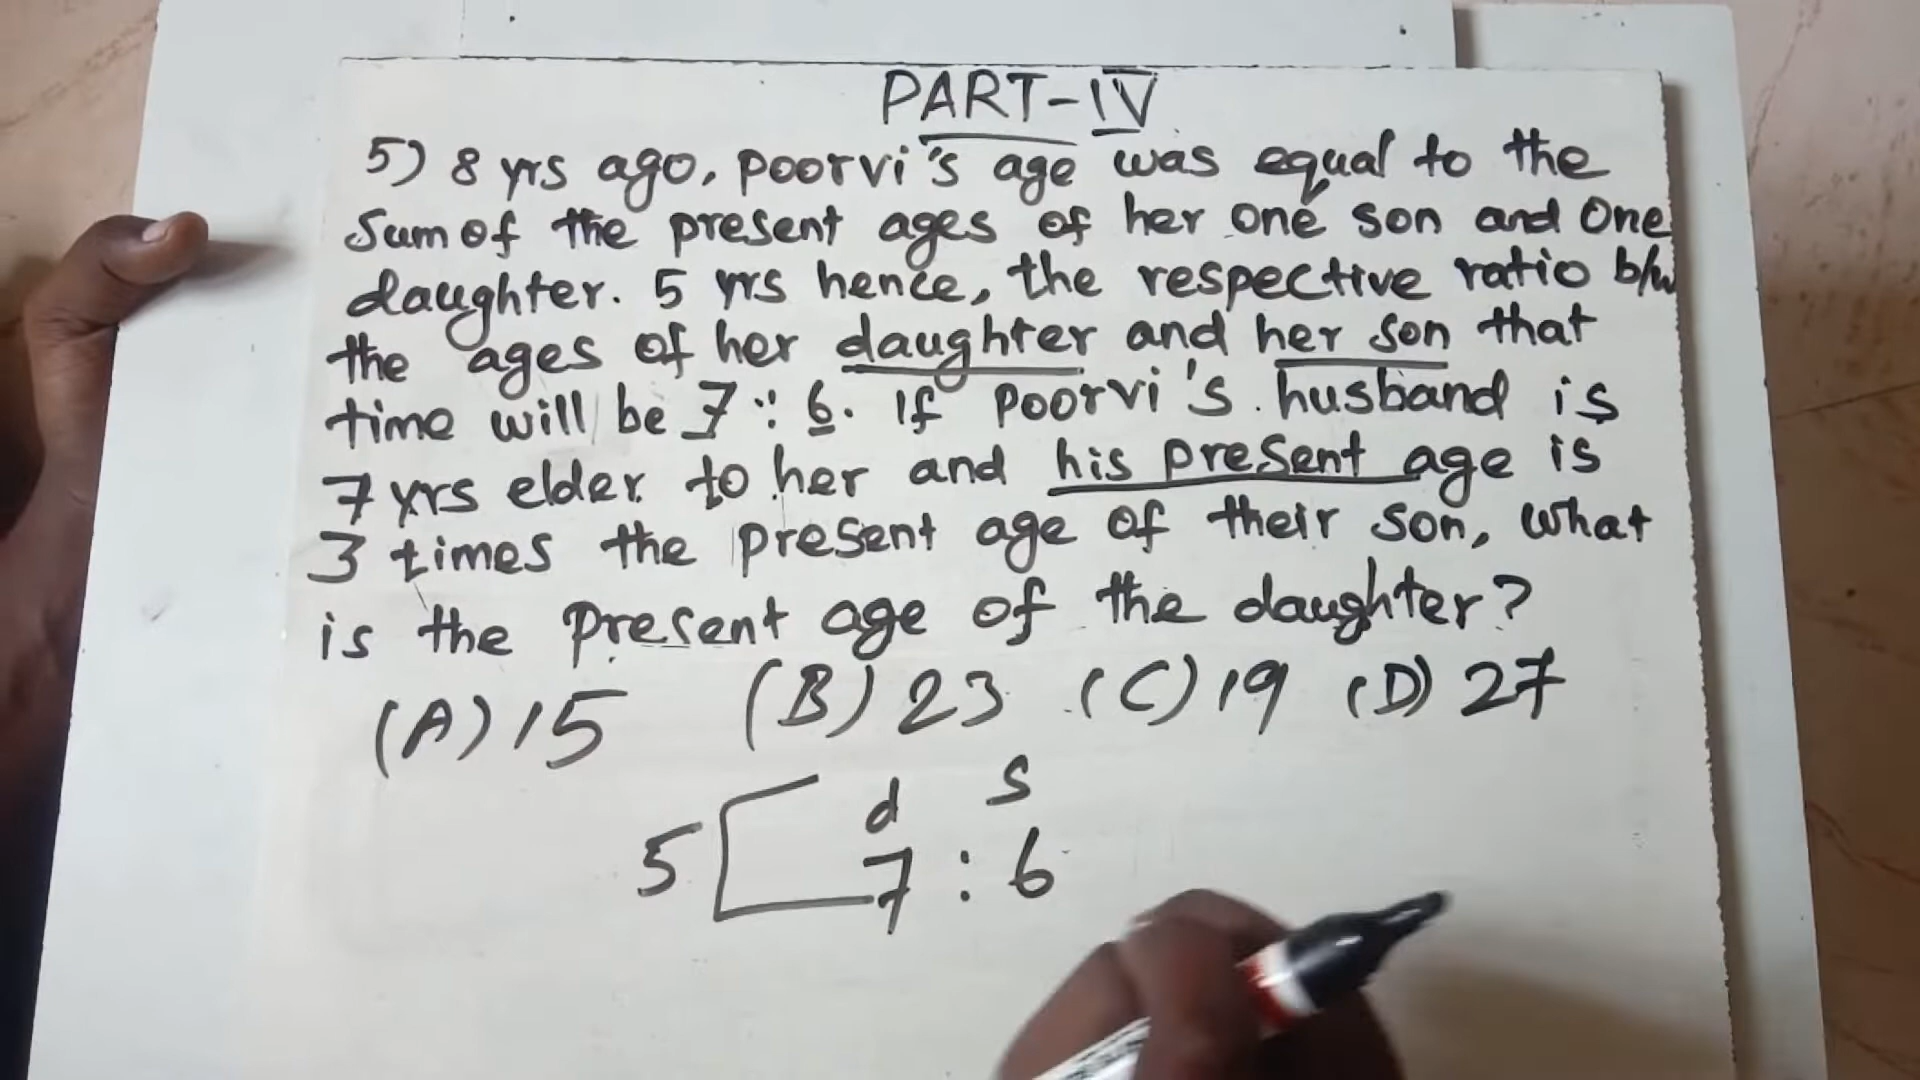 PART-IV
5) 8 yrs ago, poorvi's age was equal to the
sum of the present ages of her one son and One
daughter. 5 yrs hence, the respective ratio b/w
the ages of her daughter and her son that
time will be 7 : 6. If poorvi's husband is
7 yrs elder to her and his present age is
3 times the present age of their son, what
is the present age of the daughter?
(A) 15 (B) 23 (C) 19 (D) 27
d s
5 7 : 6